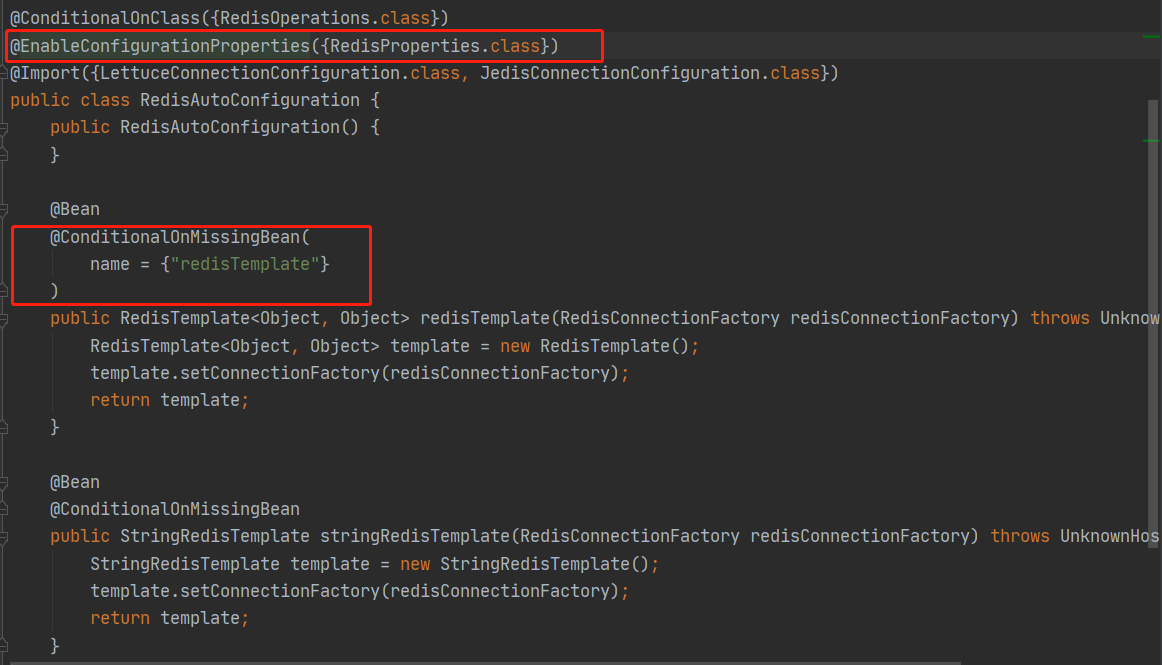 @ConditionalOnClass({RedisOperations.class})
@EnableConfigurationProperties({RedisProperties.class})
@Import({LettuceConnectionConfiguration.class, JedisConnectionConfiguration.class})
public class RedisAutoConfiguration {
    public RedisAutoConfiguration() {
    }
    @Bean
    @ConditionalOnMissingBean(
        name = {"redisTemplate"}
    )
    public RedisTemplate<Object, Object> redisTemplate(RedisConnectionFactory redisConnectionFactory) throws Unknow
        RedisTemplate<Object, Object> template = new RedisTemplate();
        template.setConnectionFactory(redisConnectionFactory);
        return template;
    }
    @Bean
    @ConditionalOnMissingBean
    public StringRedisTemplate stringRedisTemplate(RedisConnectionFactory redisConnectionFactory) throws UnknownHos
        StringRedisTemplate template = new StringRedisTemplate();
        template.setConnectionFactory(redisConnectionFactory);
        return template;
    }